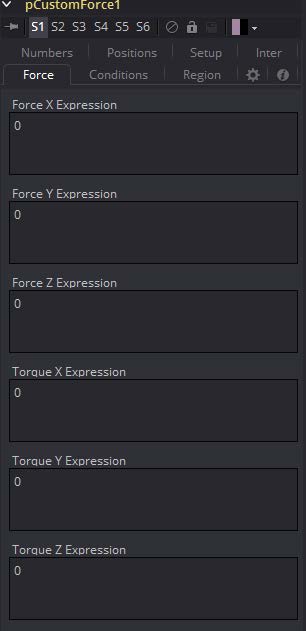 pCustomForce1
S1 S2 S3 S4 S5 S6
Numbers Positions Setup Inter
Force Conditions Region
Force X Expression
0
Force Y Expression
0
Force Z Expression
0
Torque X Expression
0
Torque Y Expression
0
Torque Z Expression
0